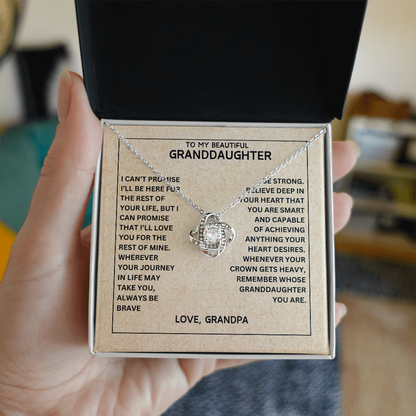 TO MY BEAUTIFUL
GRANDDAUGHTER
I CAN'T PROMISE
I'LL BE HERE FOR
THE REST OF
YOUR LIFE, BUT I
CAN PROMISE
THAT I'LL LOVE
YOU FOR THE
REST OF MINE.
WHEREVER
YOUR JOURNEY
IN LIFE MAY
TAKE YOU,
ALWAYS BE
BRAVE
BE STRONG.
BELIEVE DEEP IN
YOUR HEART THAT
YOU ARE SMART
AND CAPABLE
OF ACHIEVING
ANYTHING YOUR
HEART DESIRES.
WHENEVER YOUR
CROWN GETS HEAVY,
REMEMBER WHOSE
GRANDDAUGHTER
YOU ARE.
LOVE, GRANDPA